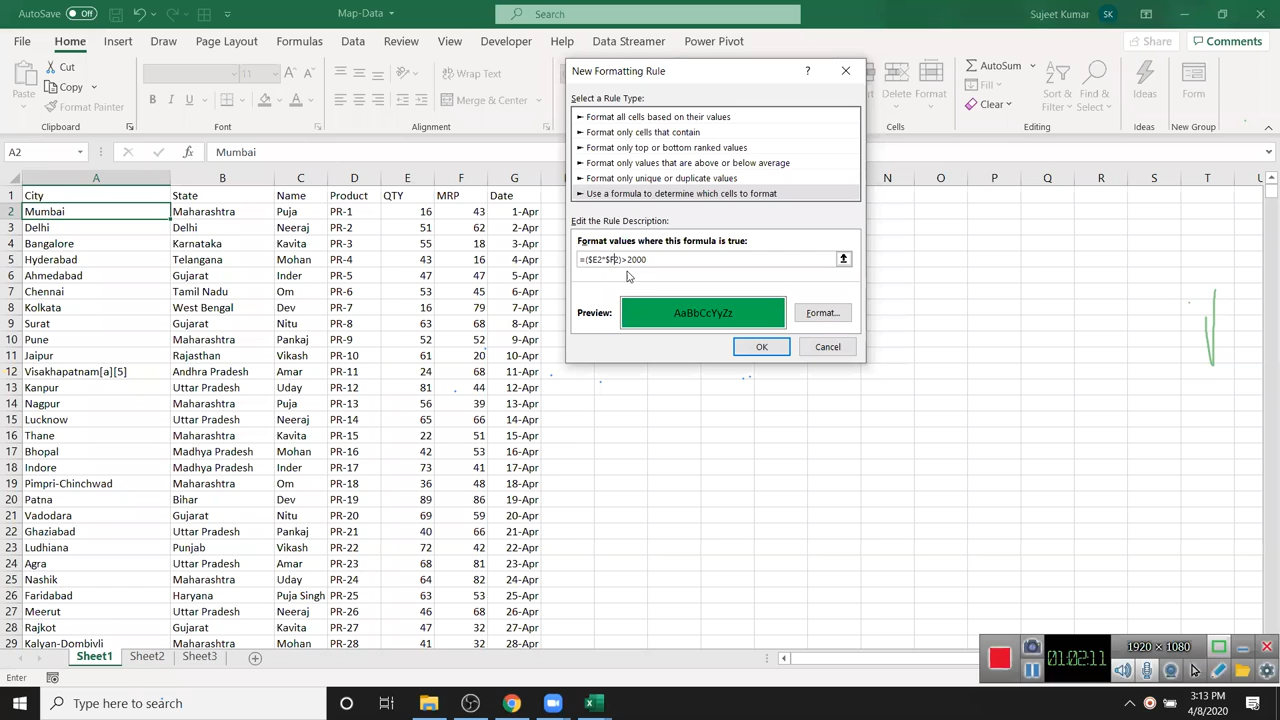 AutoSave Off Map-Data Search Sujeet Kumar SK
File Home Insert Draw Page Layout Formulas Data Review View Developer Help Data Streamer Power Pivot Share Comments
Cut
Copy
Format Painter
Paste
Clipboard
11
B I U
Font
Wrap Text
Merge & Center
Alignment
Delete Format
Cells
AutoSum
Fill
Clear
Editing
Ideas
Ideas
Form
New Group
A2 fx Mumbai
New Formatting Rule
Select a Rule Type:
► Format all cells based on their values
► Format only cells that contain
► Format only top or bottom ranked values
► Format only values that are above or below average
► Format only unique or duplicate values
► Use a formula to determine which cells to format
Edit the Rule Description:
Format values where this formula is true:
=($E2*$F2)>2000
Preview: AaBbCcYyZz Format...
OK Cancel
A B C D E F G N O P Q R S T U
1 City State Name Product QTY MRP Date
2 Mumbai Maharashtra Puja PR-1 16 43 1-Apr
3 Delhi Delhi Neeraj PR-2 51 62 2-Apr
4 Bangalore Karnataka Kavita PR-3 55 18 3-Apr
5 Hyderabad Telangana Mohan PR-4 43 16 4-Apr
6 Ahmedabad Gujarat Inder PR-5 47 47 5-Apr
7 Chennai Tamil Nadu Om PR-6 53 45 6-Apr
8 Kolkata West Bengal Dev PR-7 16 79 7-Apr
9 Surat Gujarat Nitu PR-8 63 68 8-Apr
10 Pune Maharashtra Pankaj PR-9 52 52 9-Apr
11 Jaipur Rajasthan Vikash PR-10 61 20 10-Apr
12 Visakhapatnam[a][5] Andhra Pradesh Amar PR-11 24 68 11-Apr
13 Kanpur Uttar Pradesh Uday PR-12 81 44 12-Apr
14 Nagpur Maharashtra Puja PR-13 56 39 13-Apr
15 Lucknow Uttar Pradesh Neeraj PR-14 65 66 14-Apr
16 Thane Maharashtra Kavita PR-15 22 51 15-Apr
17 Bhopal Madhya Pradesh Mohan PR-16 42 53 16-Apr
18 Indore Madhya Pradesh Inder PR-17 73 41 17-Apr
19 Pimpri-Chinchwad Maharashtra Om PR-18 36 48 18-Apr
20 Patna Bihar Dev PR-19 89 86 19-Apr
21 Vadodara Gujarat Nitu PR-20 69 59 20-Apr
22 Ghaziabad Uttar Pradesh Pankaj PR-21 40 66 21-Apr
23 Ludhiana Punjab Vikash PR-22 72 42 22-Apr
24 Agra Uttar Pradesh Amar PR-23 68 81 23-Apr
25 Nashik Maharashtra Uday PR-24 64 82 24-Apr
26 Faridabad Haryana Puja Singh PR-25 63 53 25-Apr
27 Meerut Uttar Pradesh Neeraj PR-26 46 68 26-Apr
28 Rajkot Gujarat Kavita PR-27 47 32 27-Apr
29 Kalyan-Dombivli Maharashtra Mohan PR-28 41 32 28-Apr
Sheet1 Sheet2 Sheet3
Enter
01:02:11 1920 × 1080
Type here to search
3:13 PM
4/8/2020